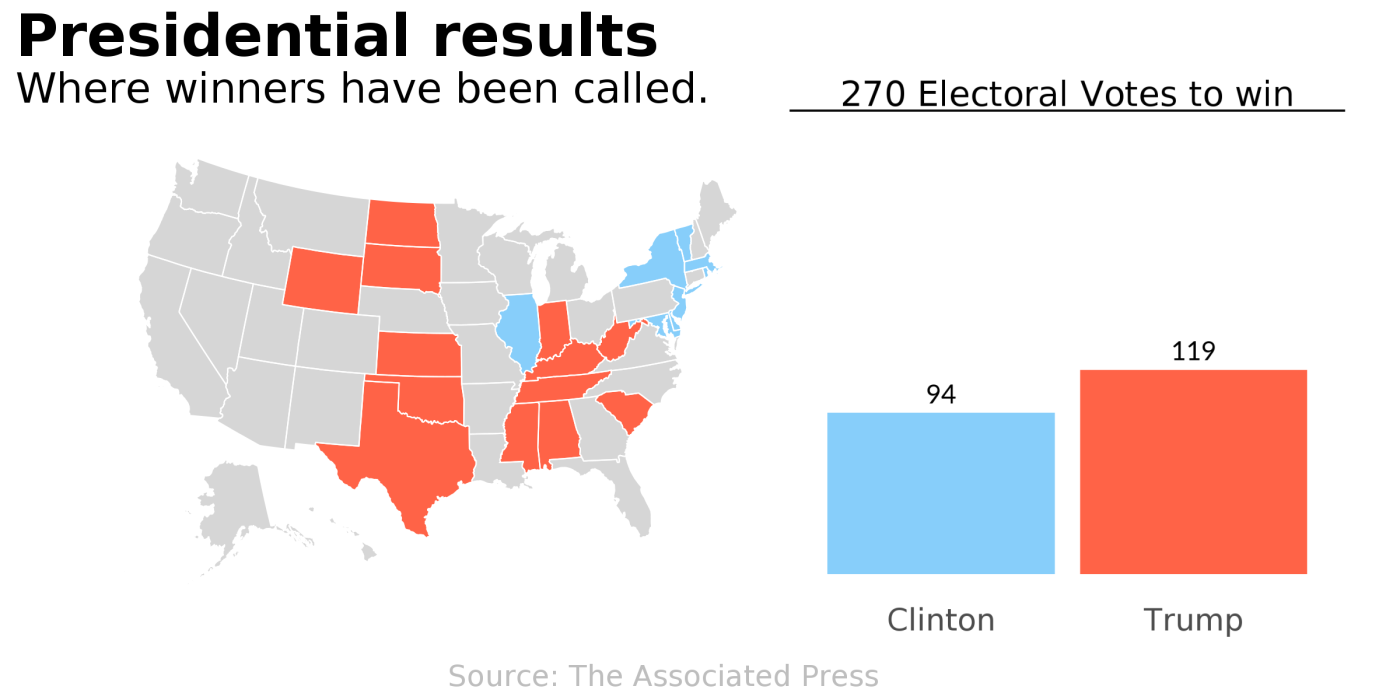 Presidential results
Where winners have been called.
270 Electoral Votes to win
119
94
Clinton
Trump
Source: The Associated Press